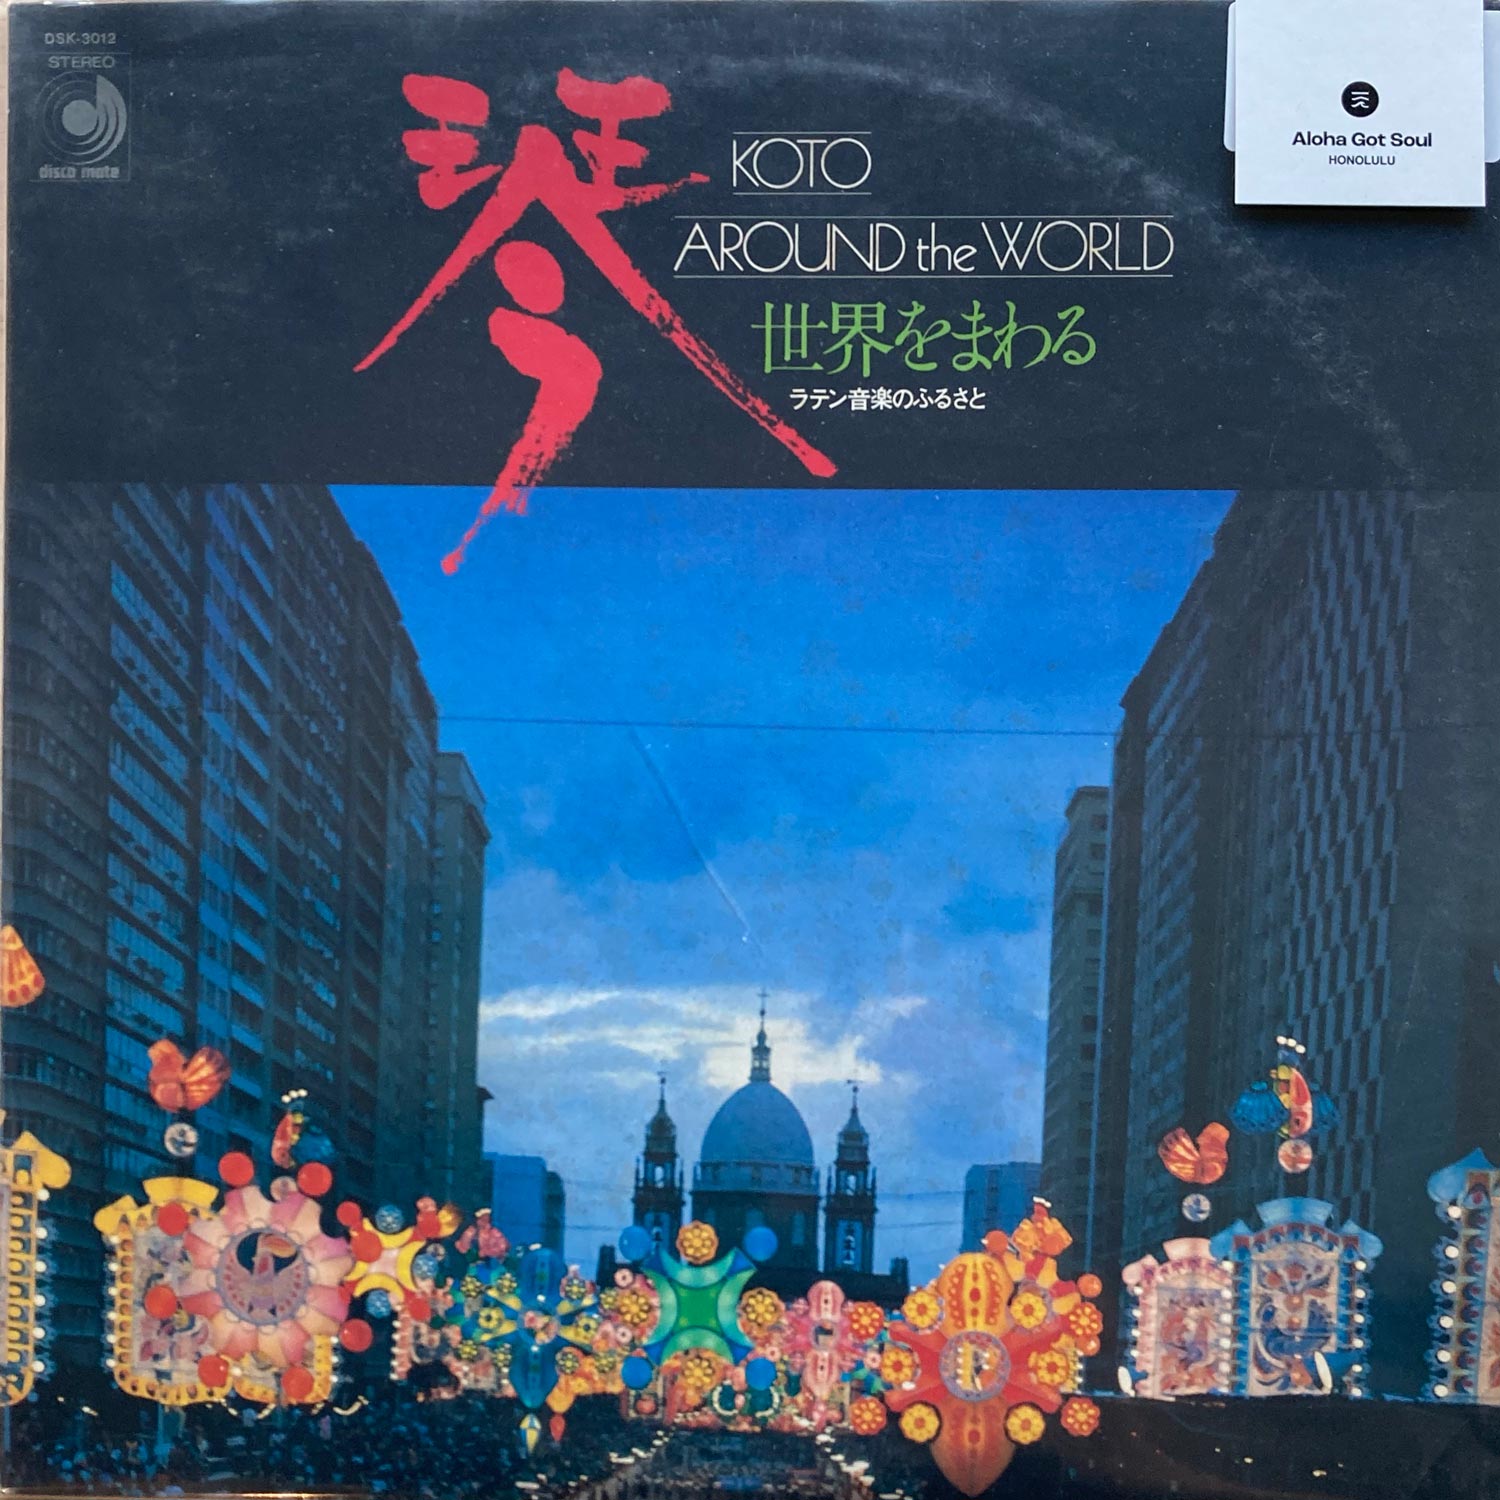 DSK-3012
STEREO
disco mate
琴
KOTO
AROUND the WORLD
世界をまわる
ラテン音楽のふるさと
Aloha Got Soul
HONOLULU